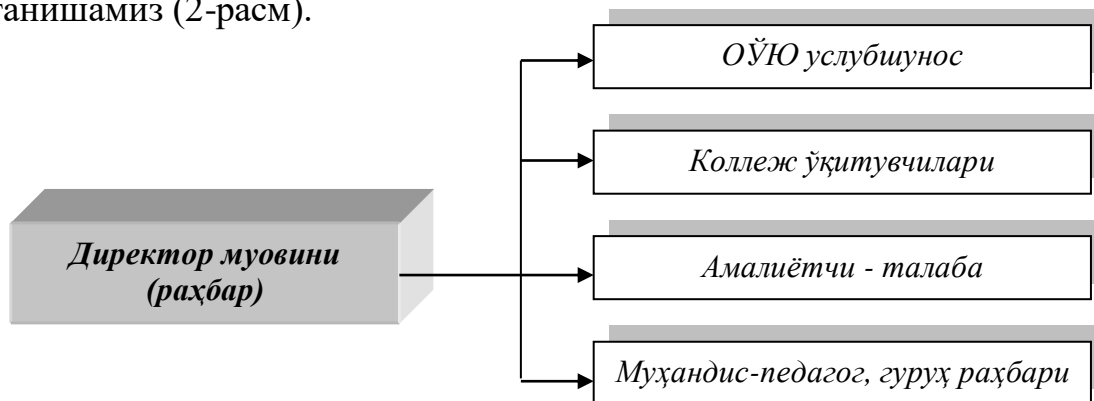 танишамиз (2-расм).
ОЎЮ услубшунос
Коллеж ўқитувчилари
Директор муовини
(раҳбар)
Амалиётчи - талаба
Муҳандис-педагог, гуруҳ раҳбари